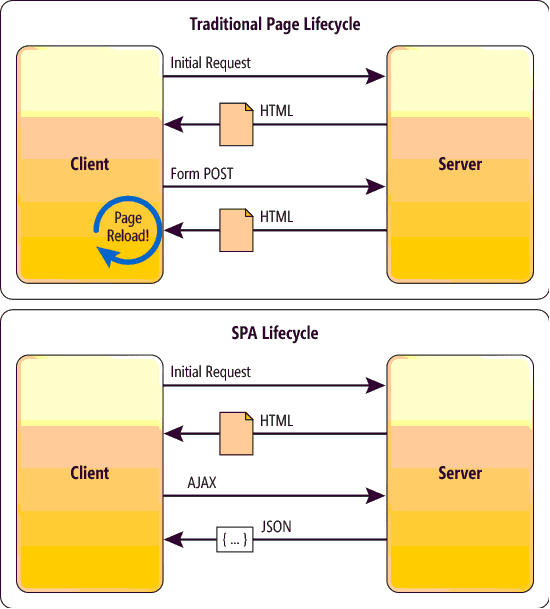 Traditional Page Lifecycle
Initial Request
HTML
Client
Server
Form POST
HTML
Page
Reload!
SPA Lifecycle
Initial Request
HTML
Client
Server
AJAX
JSON
{ ... }